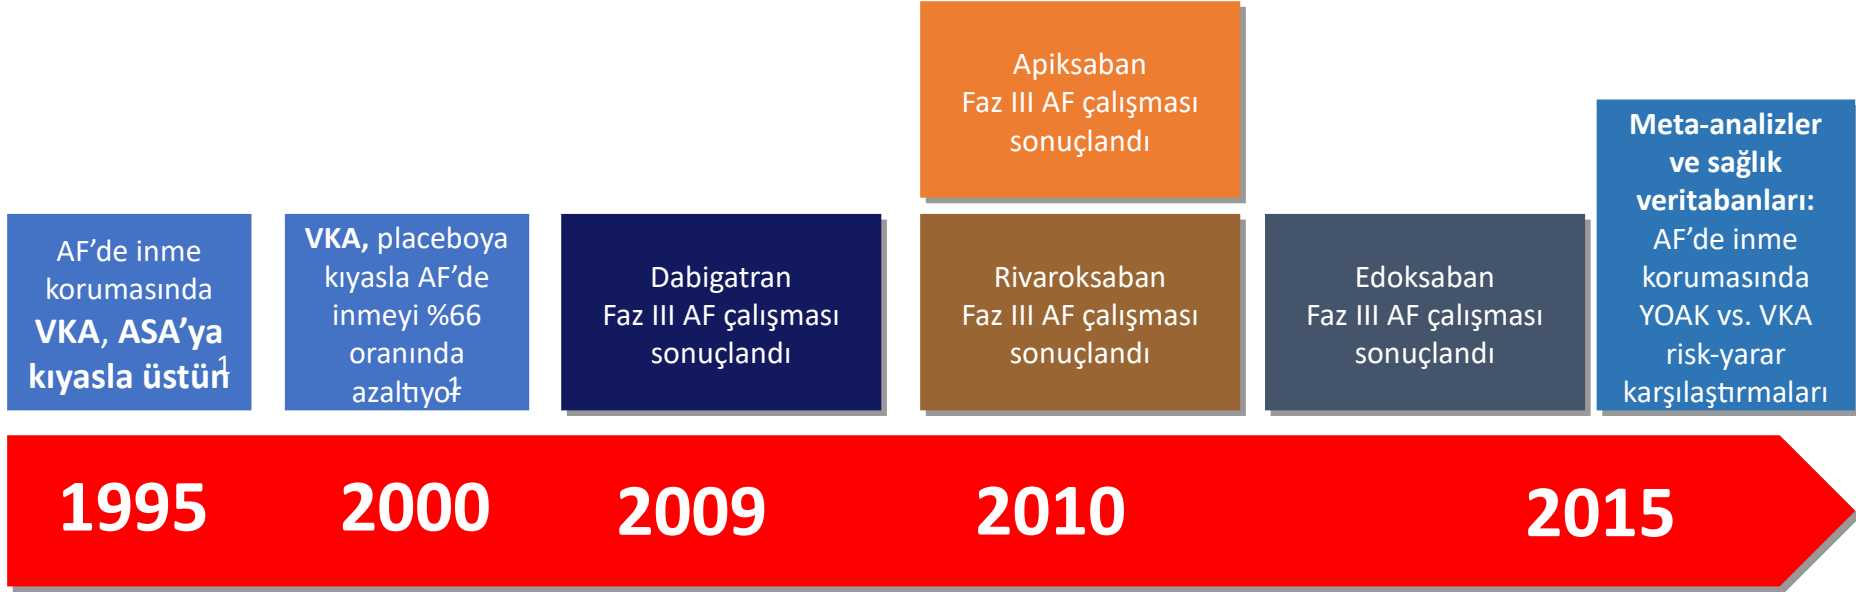 AF’de inme
korumasında
VKA, ASA’ya
kıyasla üstün1
VKA, placeboya
kıyasla AF’de
inmeyi %66
oranında
azaltıyor1
Dabigatran
Faz III AF çalışması
sonuçlandı
Apiksaban
Faz III AF çalışması
sonuçlandı
Rivaroksaban
Faz III AF çalışması
sonuçlandı
Edoksaban
Faz III AF çalışması
sonuçlandı
Meta-analizler
ve sağlık
veritabanları:
AF’de inme
korumasında
YOAK vs. VKA
risk-yarar
karşılaştırmaları
1995
2000
2009
2010
2015